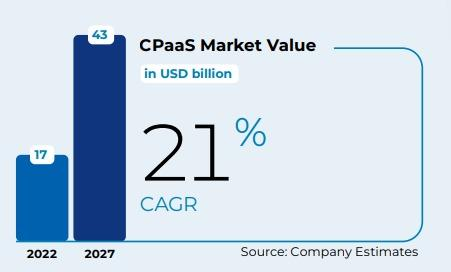 43
CPaaS Market Value
in USD billion
17
21%
CAGR
2022 2027
Source: Company Estimates